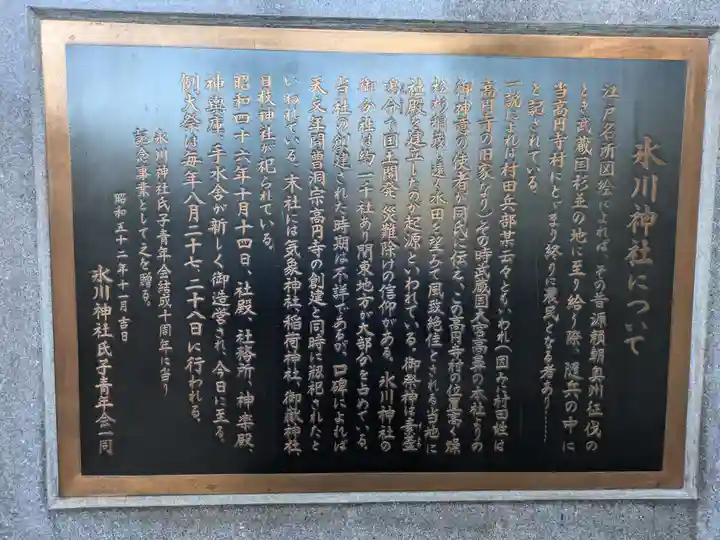 氷川神社について
江戸名所図絵によれば、その昔源頼朝奥州征伐の
とき武蔵国杉並の地に至り給う際、随兵の中に
当高円寺村にとゞまり終りに農民となる者あり……
と記されている。
一説によれば村田兵部某云々ともいわれ(因みに村田姓は
高円寺の旧家なり)その時武蔵国大宮高鼻の本社よりの
御神意の使者が同氏に伝え、この高円寺村の
松杉
水田を望みて風致絶佳とされる当地に
社殿を建立したのが起源といわれている。御祭神は素盞
嗚命で国土開発、災難除けの信仰がある。氷川神社の
御分社は約一千社あり関東地方が大部分を占めている。
当社の創建された時期は不詳であるが、口碑によれば
天文年間曹洞宗高円寺の創建と同時に祀られたと
いわれている。末社には気象神社、稲荷神社、御嶽神社、
日枝神社が祀られている。
昭和四十六年十月十四日、社殿、社務所、神楽殿、
神輿庫、手水舎が新しく御造営され、今日に至る。
例大祭は毎年八月二十七、二十八日に行われる。
氷川神社氏子青年会結成十周年に当り
記念事業として之を贈る。
昭和五十二年十一月吉日
氷川神社氏子青年会一同